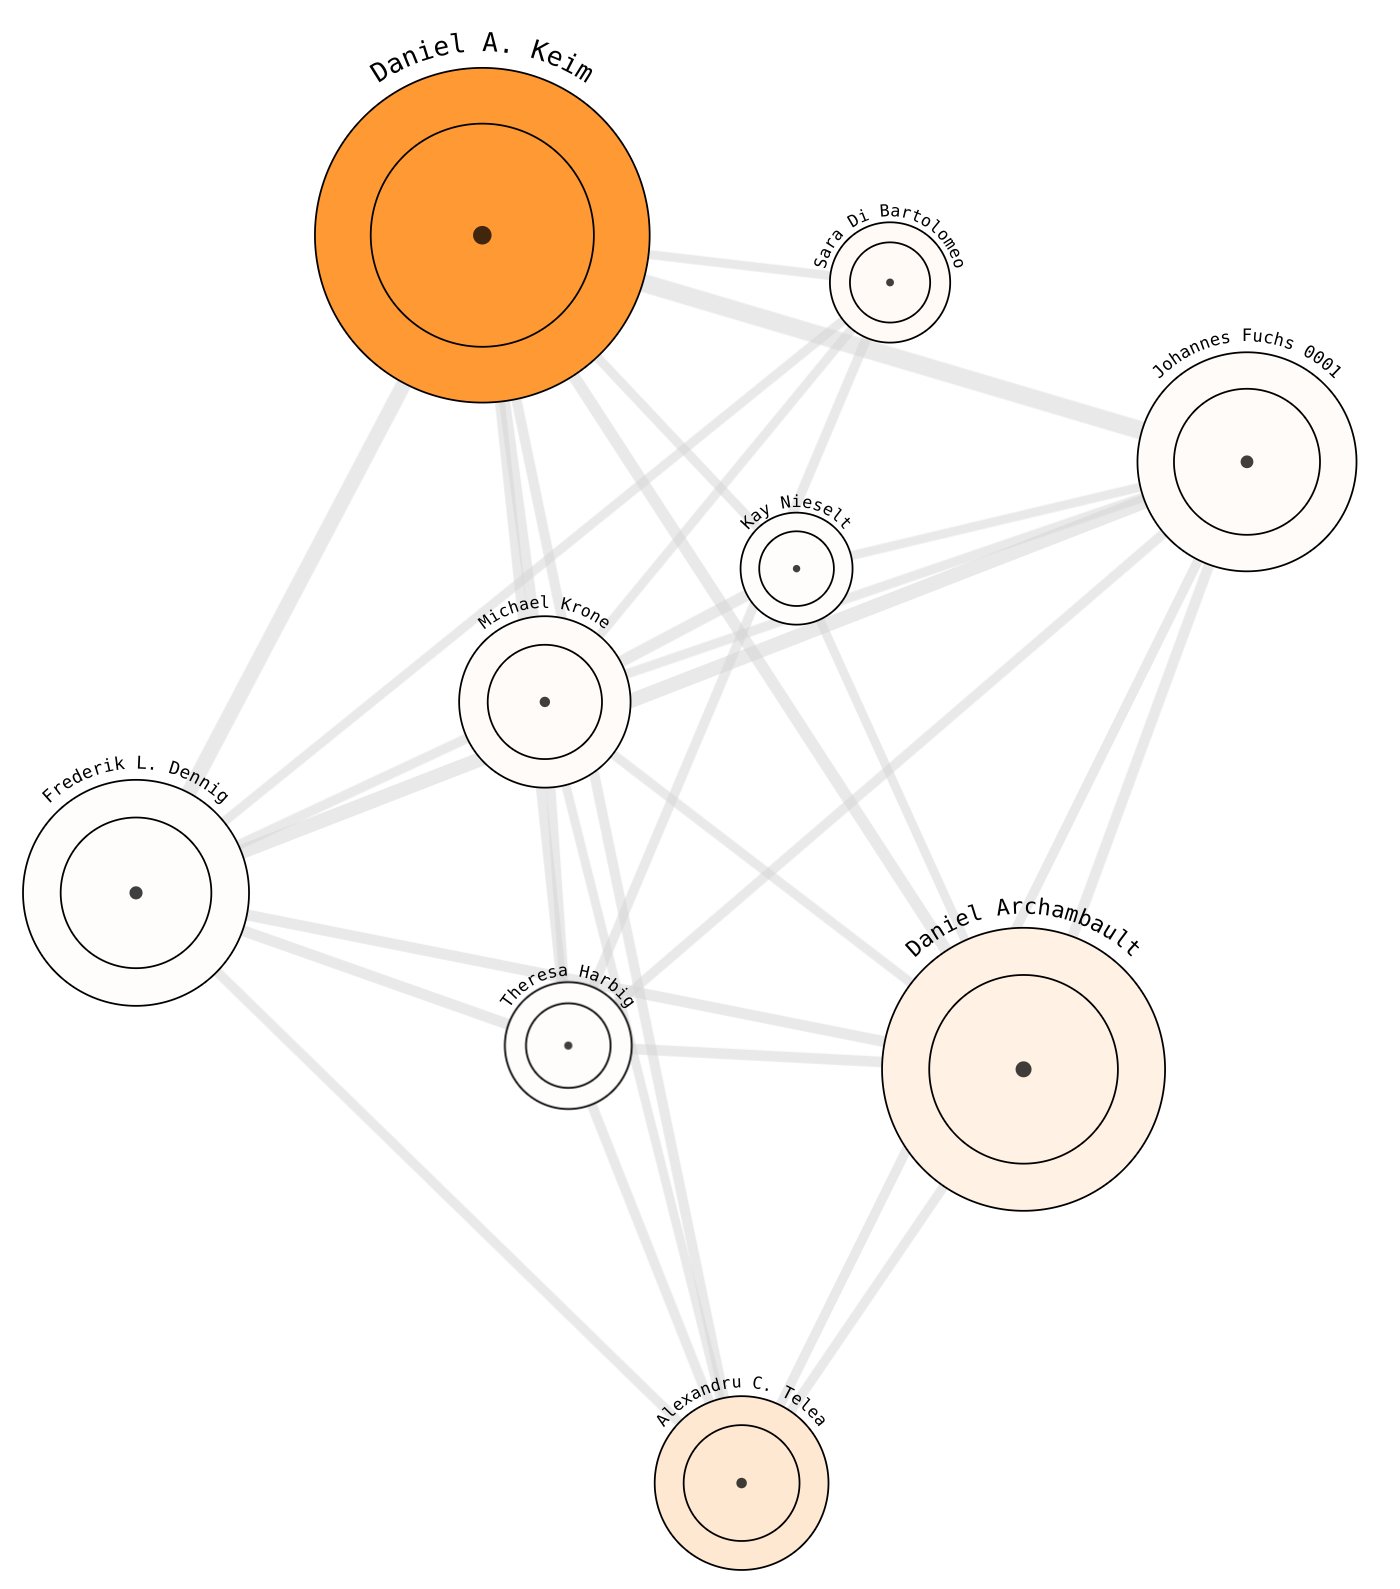 Daniel A. Keim
Sara Di Bartolomeo
Johannes Fuchs 0001
Kay Nieselt
Michael Krone
Frederik L. Dennig
Daniel Archambault
Theresa Harbig
Alexandru C. Telea